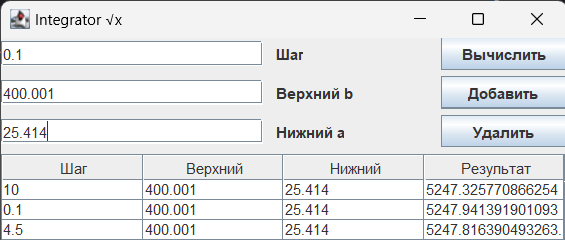 Integrator √x
0.1 Шаг Вычислить
400.001 Верхний b Добавить
25.414 Нижний a Удалить
Шаг Верхний Нижний Результат
10 400.001 25.414 5247.325770866254
0.1 400.001 25.414 5247.941391901093
4.5 400.001 25.414 5247.816390493263.